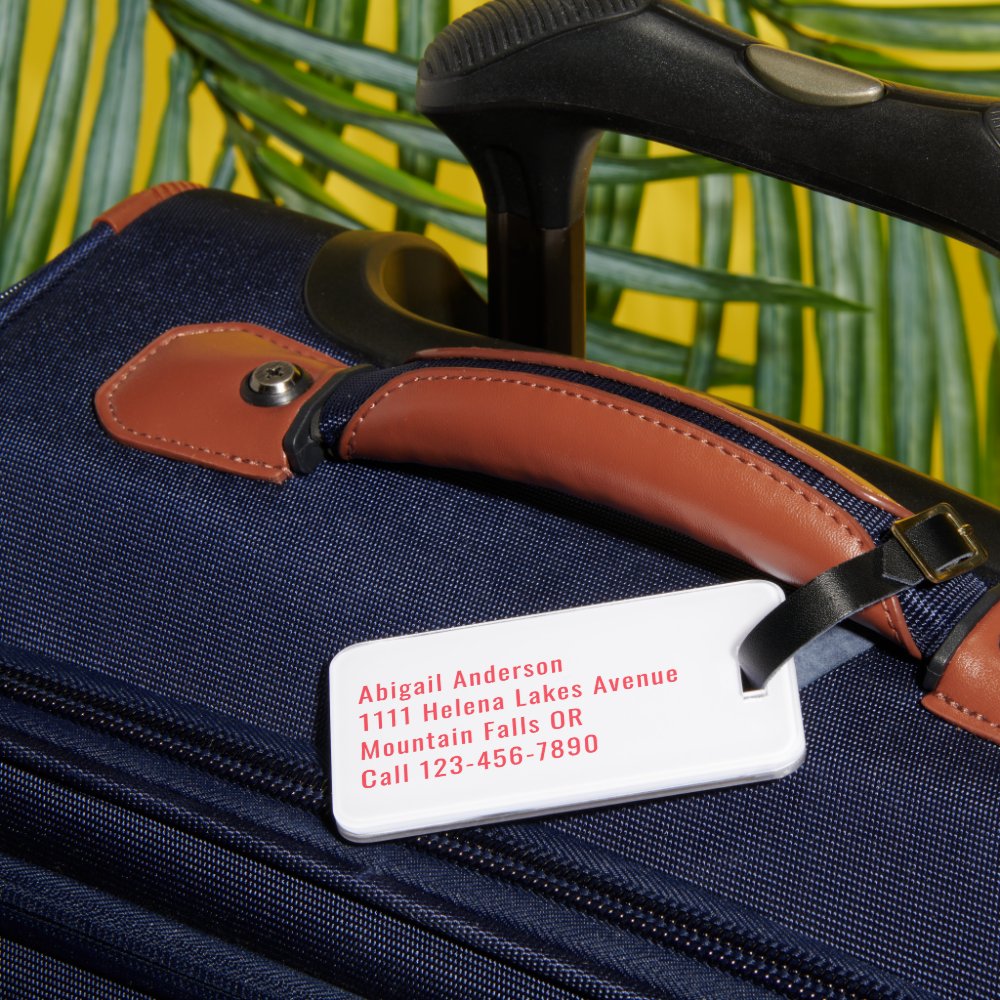 Abigail Anderson
1111 Helena Lakes Avenue
Mountain Falls OR
Call 123-456-7890